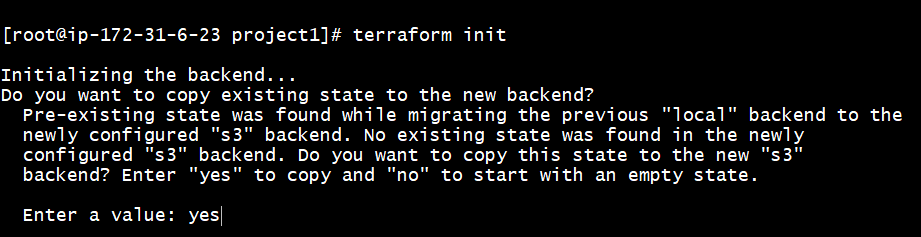 [root@ip-172-31-6-23 project1]# terraform init
Initializing the backend...
Do you want to copy existing state to the new backend?
Pre-existing state was found while migrating the previous "local" backend to the
newly configured "s3" backend. No existing state was found in the newly
configured "s3" backend. Do you want to copy this state to the new "s3"
backend? Enter "yes" to copy and "no" to start with an empty state.
Enter a value: yes